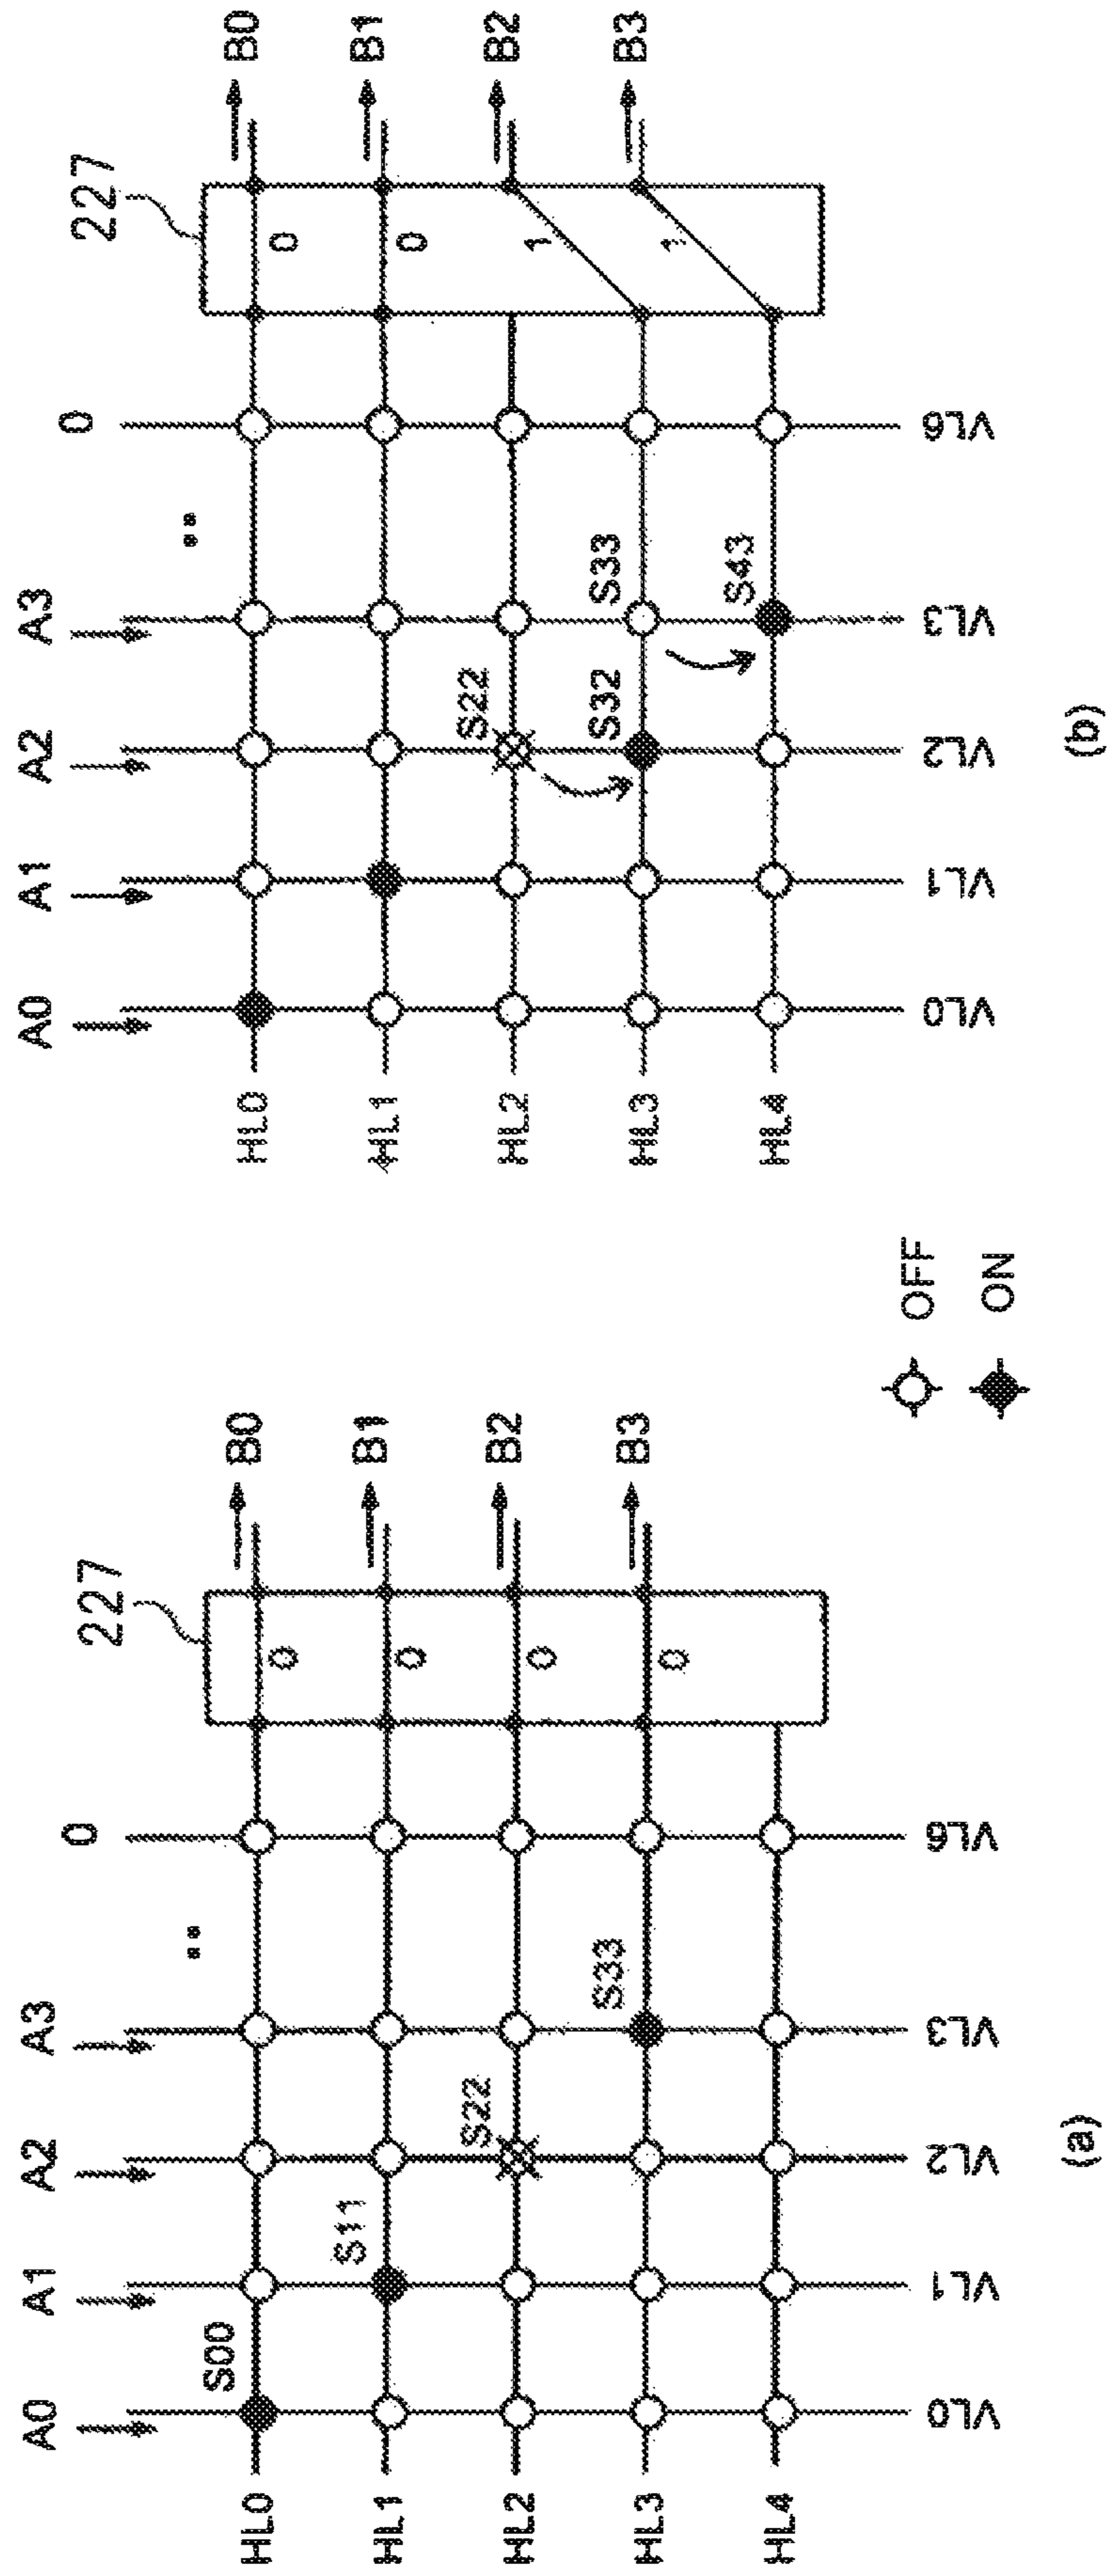 A0 A1 A2 A3 0 227
S00
HL0 0 B0
S11
HL1 0 B1
S22
HL2 0 B2
S33
HL3 0 B3
HL4
VL0 VL1 VL2 VL3 VL6
(a)
OFF
ON
A0 A1 A2 A3 0 227
HL0 0 B0
HL1 0 B1
S22
HL2 1 B2
S32 S33
HL3 1 B3
S43
HL4
VL0 VL1 VL2 VL3 VL6
(b)